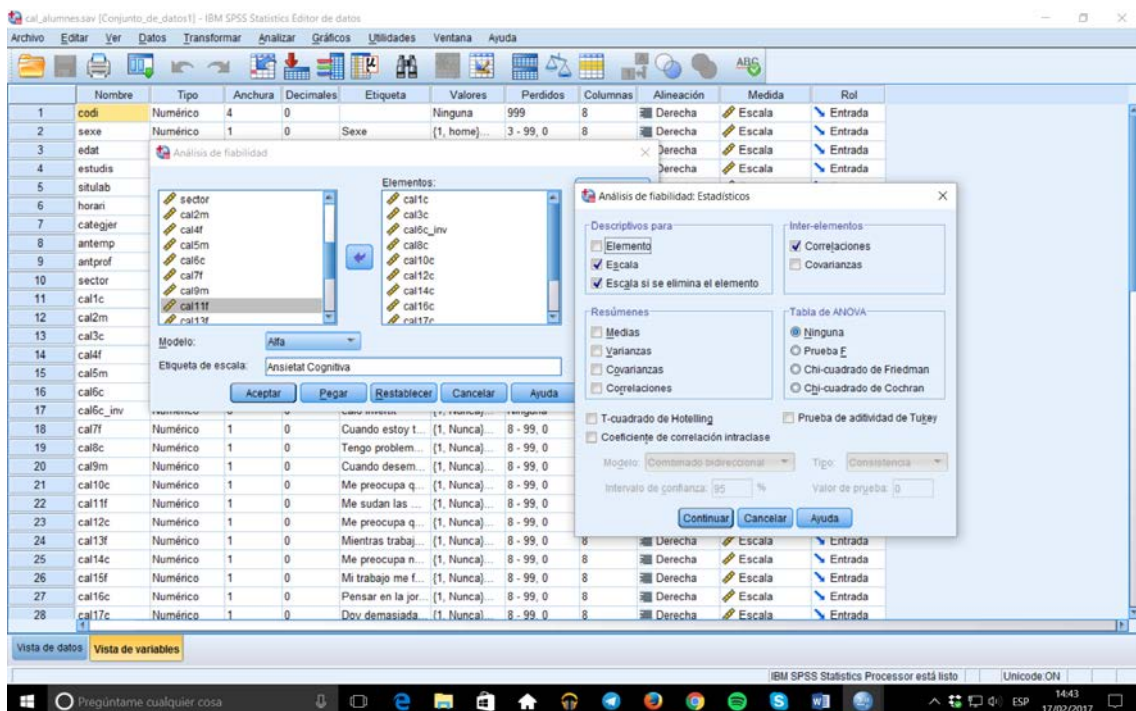 cal_alumnes.sav [Conjunto_de_datos1] - IBM SPSS Statistics Editor de datos
Archivo Editar Ver Datos Transformar Analizar Gráficos Utilidades Ventana Ayuda
Nombre Tipo Anchura Decimales Etiqueta Valores Perdidos Columnas Alineación Medida Rol
1 codi Numérico 4 0 Ninguna 999 8 Derecha Escala Entrada
2 sexe Numérico 1 0 Sexe {1, home}... 3 - 99, 0 8 Derecha Escala Entrada
3 edat Derecha Escala Entrada
4 estudis Derecha Escala Entrada
5 situlab
6 horari
7 categjer
8 antemp
9 antprof
10 sector
11 cal1c
12 cal2m
13 cal3c
14 cal4f
15 cal5m
16 cal6c
17 cal6c_inv
18 cal7f Numérico 1 0 Cuando estoy t... {1, Nunca}... 8 - 99, 0
19 cal8c Numérico 1 0 Tengo problem... {1, Nunca}... 8 - 99, 0
20 cal9m Numérico 1 0 Cuando desem... {1, Nunca}... 8 - 99, 0
21 cal10c Numérico 1 0 Me preocupa q... {1, Nunca}... 8 - 99, 0
22 cal11f Numérico 1 0 Me sudan las ... {1, Nunca}... 8 - 99, 0
23 cal12c Numérico 1 0 Me preocupa q... {1, Nunca}... 8 - 99, 0
24 cal13f Numérico 1 0 Mientras trabaj... {1, Nunca}... 8 - 99, 0 8 Derecha Escala Entrada
25 cal14c Numérico 1 0 Me preocupa n... {1, Nunca}... 8 - 99, 0 8 Derecha Escala Entrada
26 cal15f Numérico 1 0 Mi trabajo me f... {1, Nunca}... 8 - 99, 0 8 Derecha Escala Entrada
27 cal16c Numérico 1 0 Pensar en la jor... {1, Nunca}... 8 - 99, 0 8 Derecha Escala Entrada
28 cal17c Numérico 1 0 Doy demasiada... {1, Nunca}... 8 - 99, 0 8 Derecha Escala Entrada
Análisis de fiabilidad
sector
cal2m
cal4f
cal5m
cal6c
cal7f
cal9m
cal11f
cal13f
Elementos:
cal1c
cal3c
cal6c_inv
cal8c
cal10c
cal12c
cal14c
cal16c
cal17c
Modelo: Alfa
Etiqueta de escala: Ansietat Cognitiva
Aceptar Pegar Restablecer Cancelar Ayuda
Análisis de fiabilidad: Estadísticos
Descriptivos para
Elemento
Escala
Escala si se elimina el elemento
Inter-elementos
Correlaciones
Covarianzas
Resúmenes
Medias
Varianzas
Covarianzas
Correlaciones
Tabla de ANOVA
Ninguna
Prueba F
Chi-cuadrado de Friedman
Chi-cuadrado de Cochran
T-cuadrado de Hotelling Prueba de aditividad de Tukey
Coeficiente de correlación intraclase
Modelo: Combinado bidireccional Tipo: Consistencia
Intervalo de confianza: 95 % Valor de prueba: 0
Continuar Cancelar Ayuda
Vista de datos Vista de variables
IBM SPSS Statistics Processor está listo Unicode:ON
Pregúntame cualquier cosa
ESP
14:43
17/02/2017